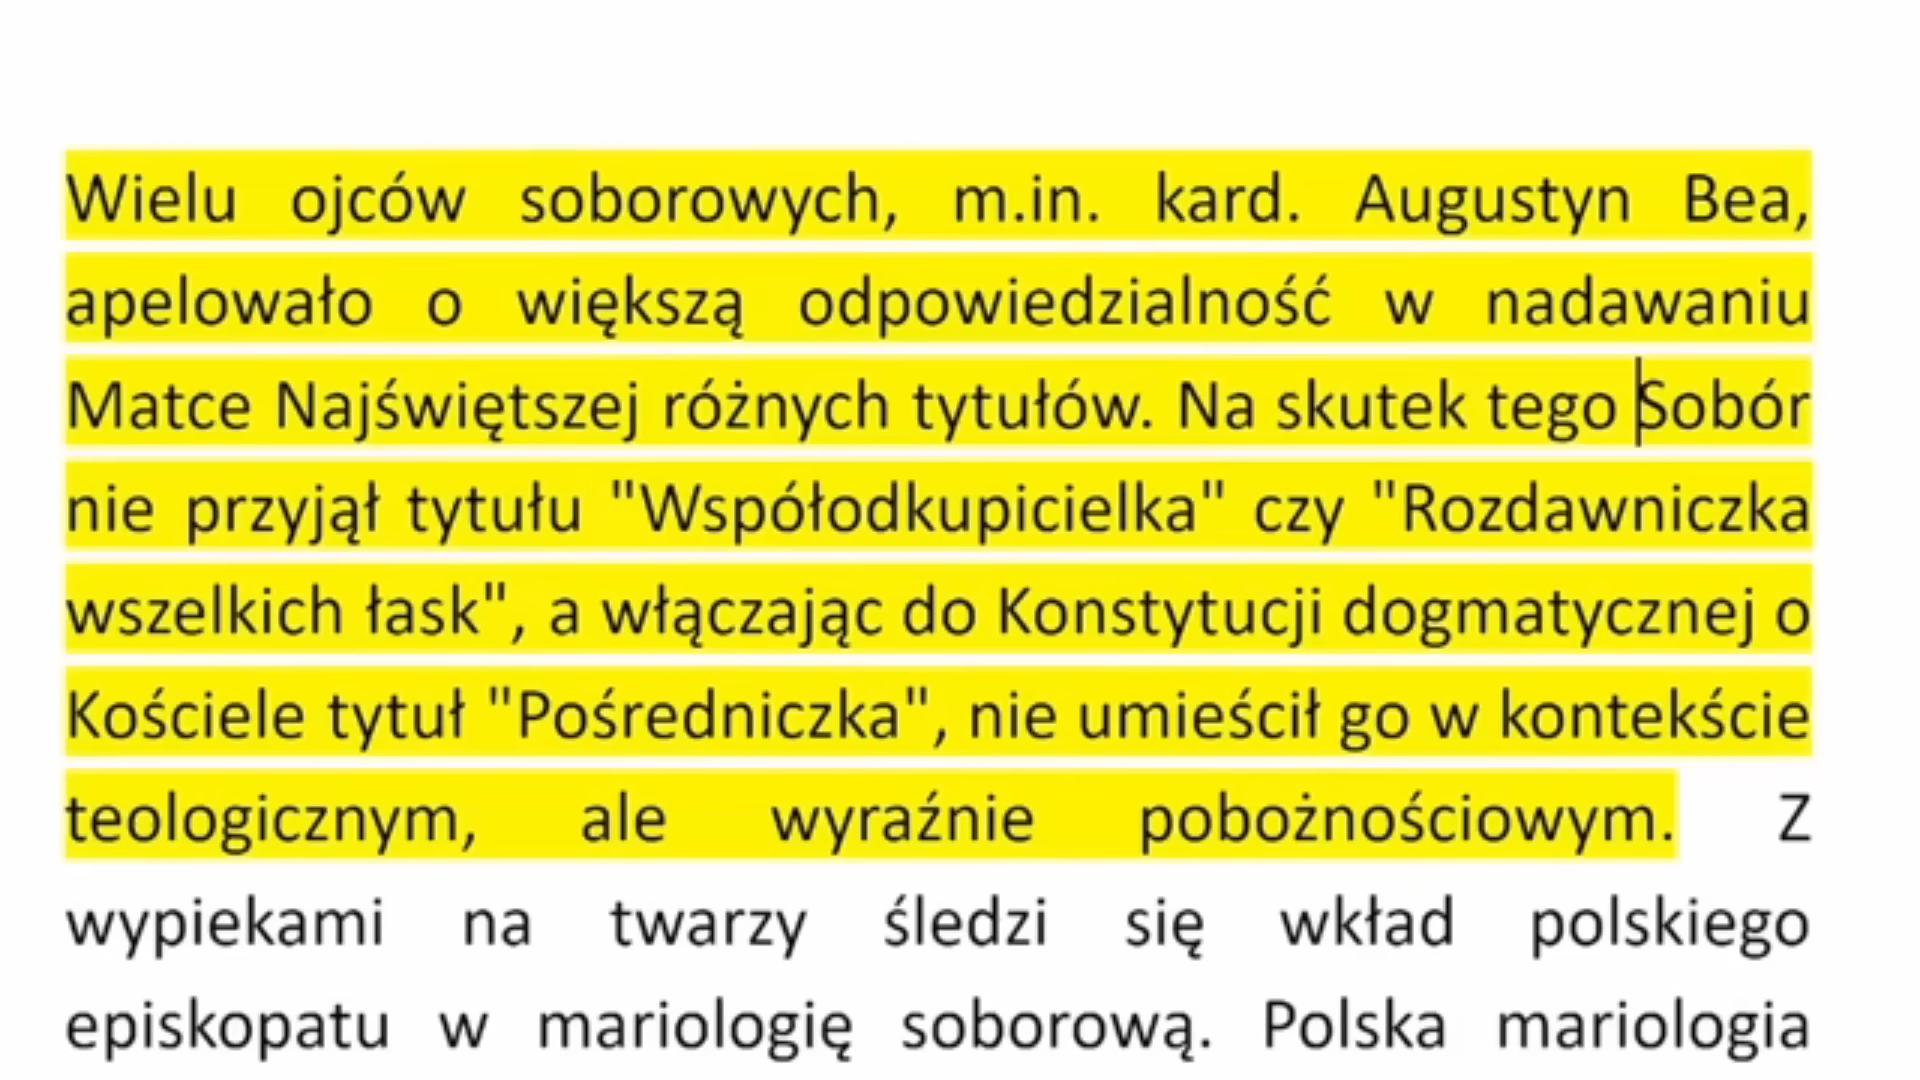 Wielu ojców soborowych, m.in. kard. Augustyn Bea,
apelowało o większą odpowiedzialność w nadawaniu
Matce Najświętszej różnych tytułów. Na skutek tego Sobór
nie przyjął tytułu "Współodkupicielka" czy "Rozdawniczka
wszelkich łask", a włączając do Konstytucji dogmatycznej o
Kościele tytuł "Pośredniczka", nie umieścił go w kontekście
teologicznym, ale wyraźnie pobożnościowym. Z
wypiekami na twarzy śledzi się wkład polskiego
episkopatu w mariologię soborową. Polska mariologia